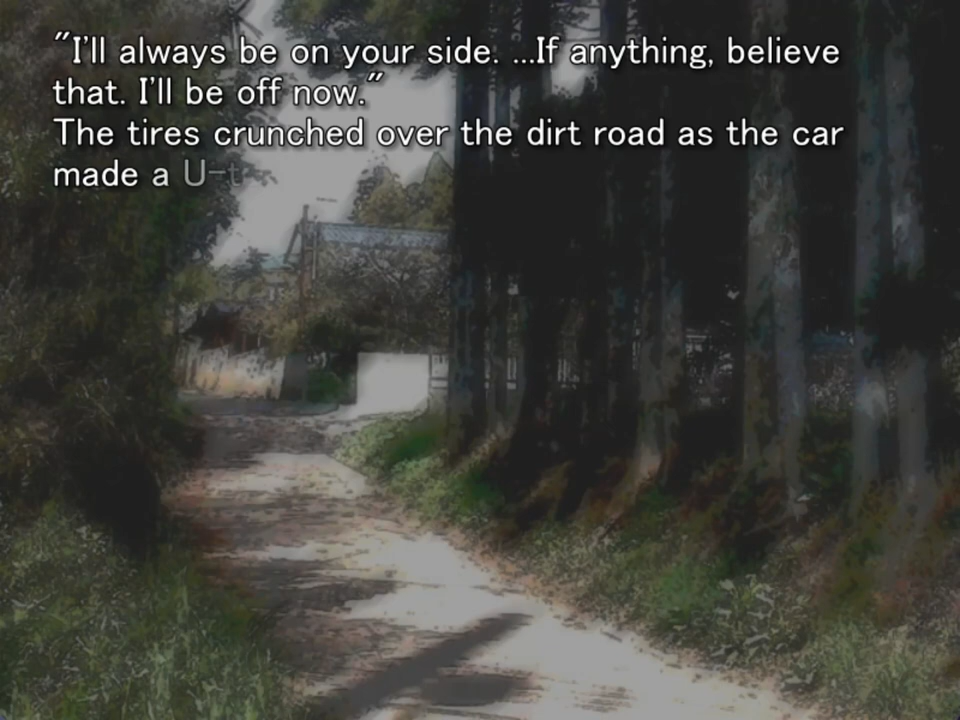 "I'll always be on your side. ...If anything, believe
that. I'll be off now."
The tires crunched over the dirt road as the car
made a U-t